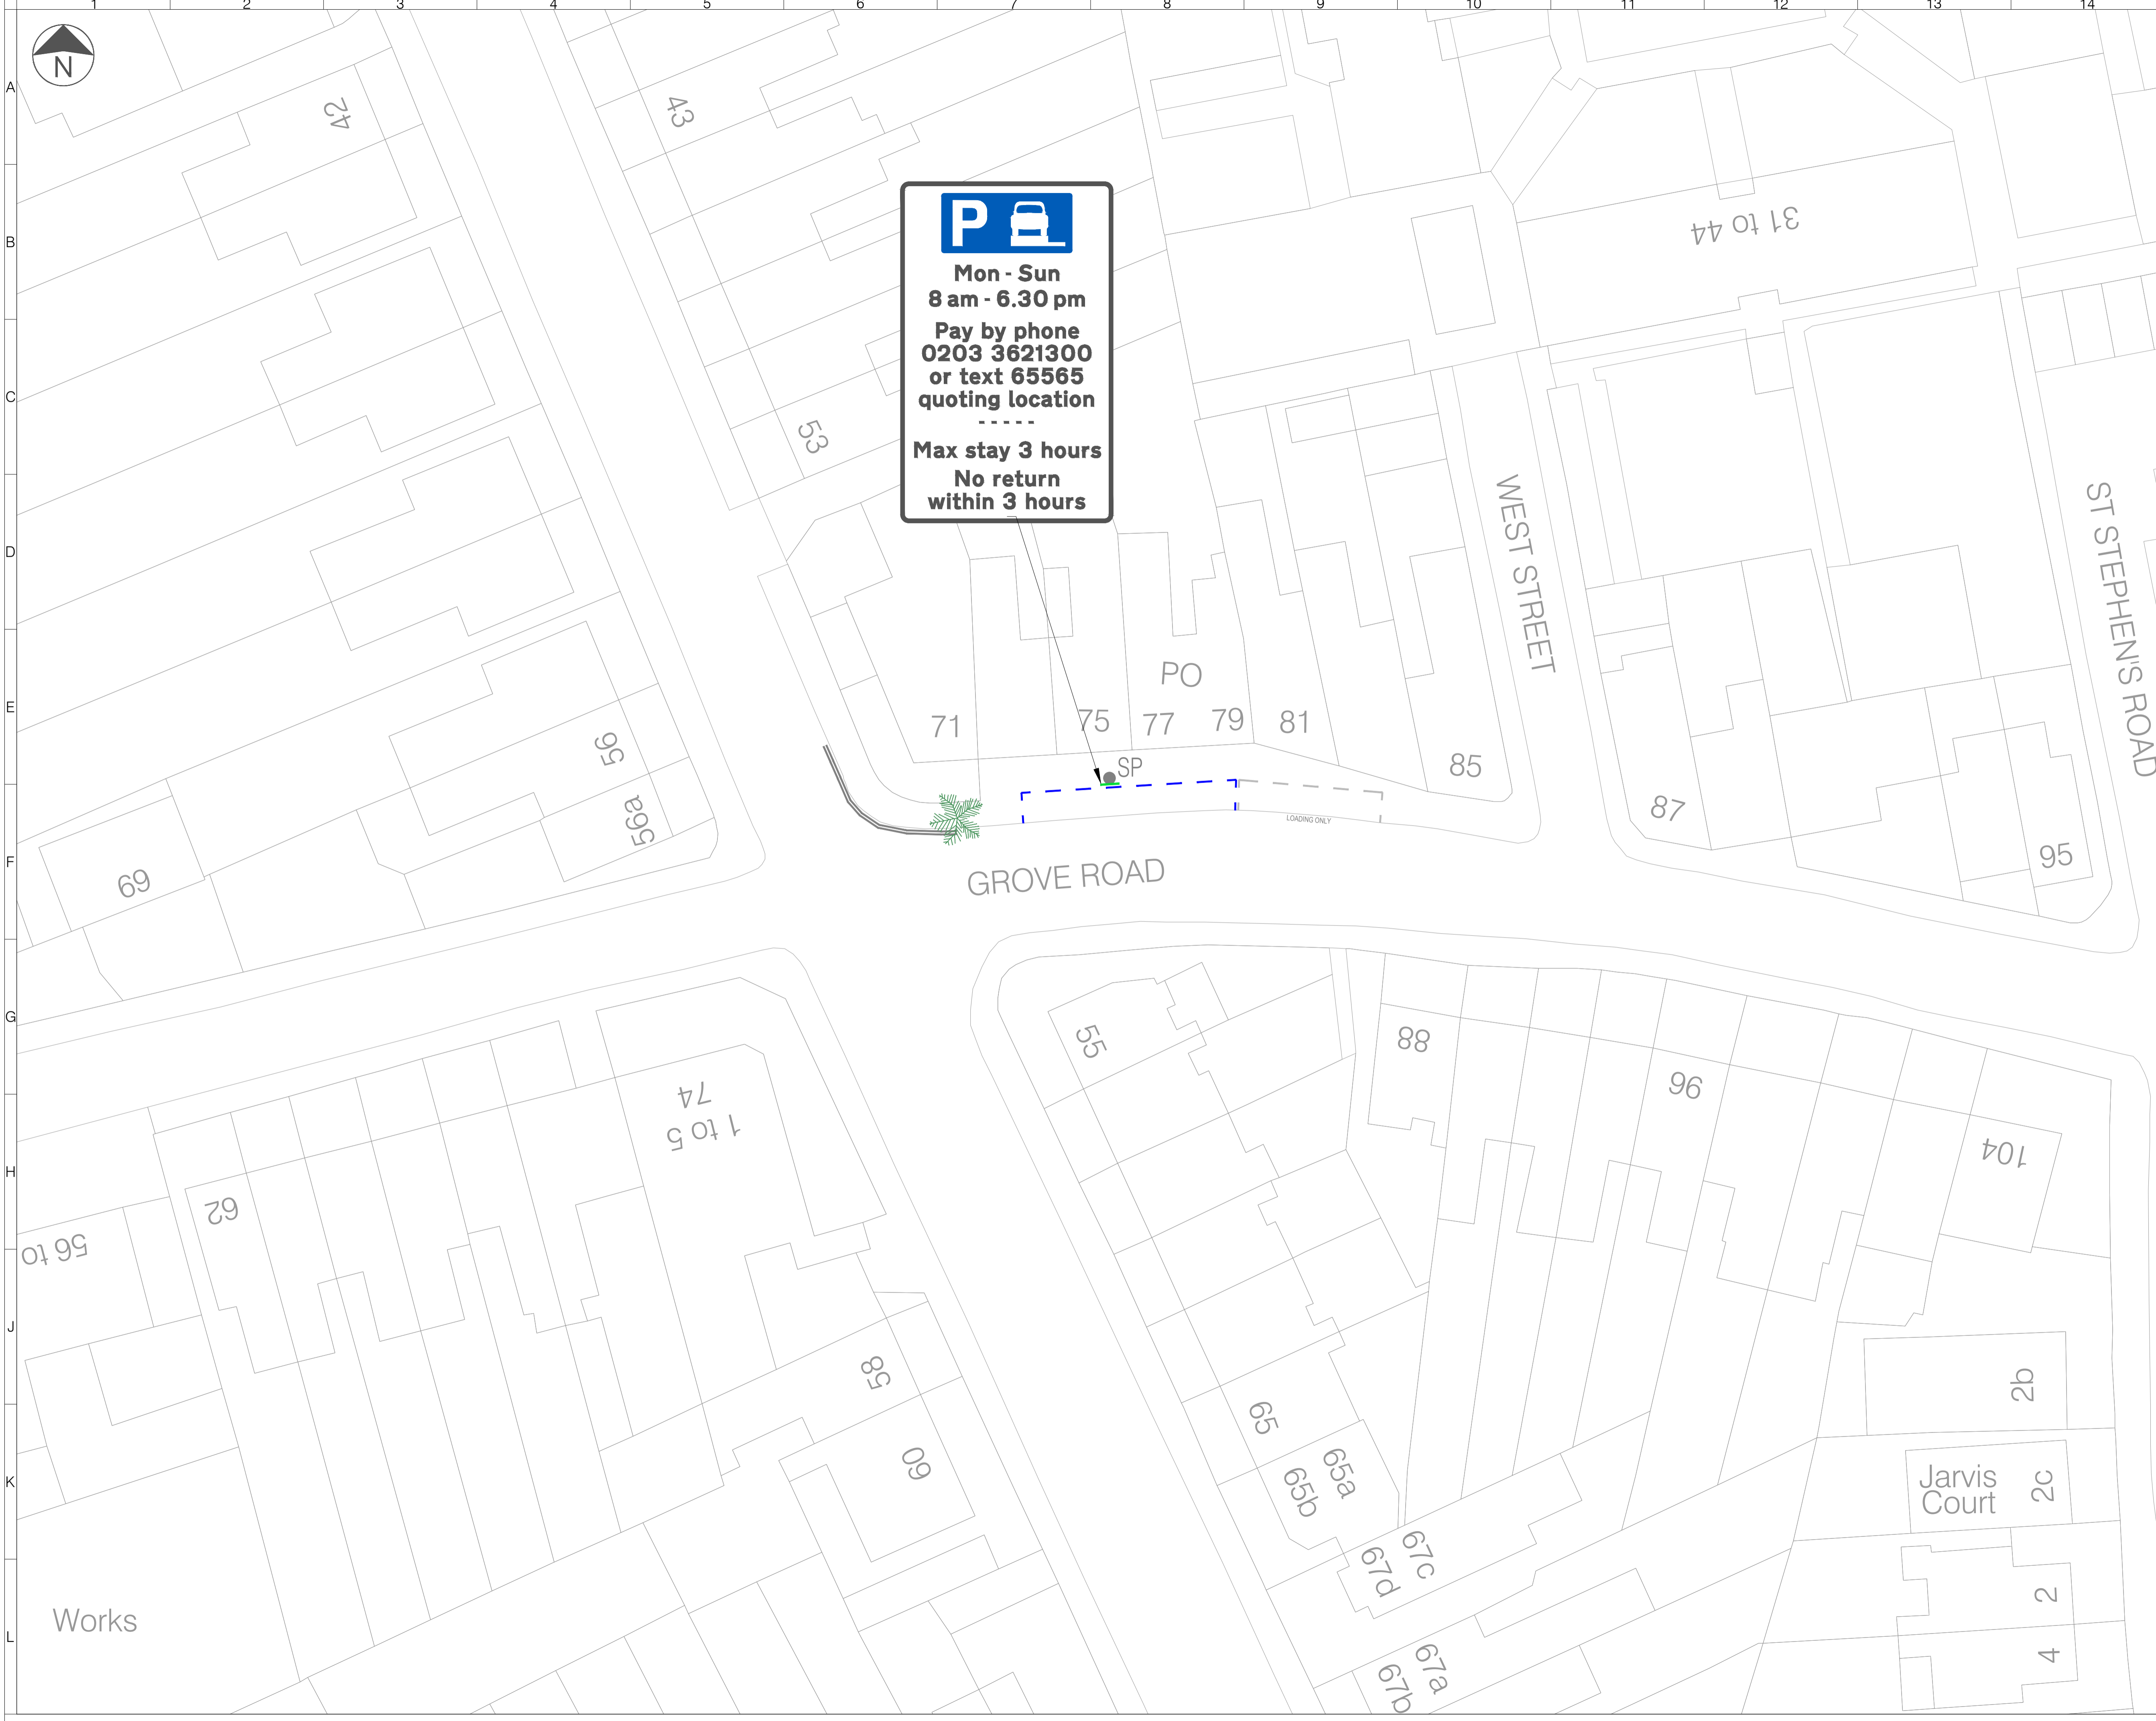 1 2 3 4 5 6 7 8 9 10 11 12 13 14
A
B
C
D
E
F
G
H
J
K
L
N
42
43
P
Mon - Sun
8 am - 6.30 pm
Pay by phone
0203 3621300
or text 65565
quoting location
- - - - -
Max stay 3 hours
No return
within 3 hours
31 to 44
53
WEST STREET
ST STEPHEN'S ROAD
PO
71
75
77
79
81
85
56
56a
SP
LOADING ONLY
87
95
69
GROVE ROAD
55
88
96
74
1 to 5
104
62
56 to
58
60
65
65a
65b
2b
Jarvis
Court
2c
67c
67d
2
Works
67a
67b
4